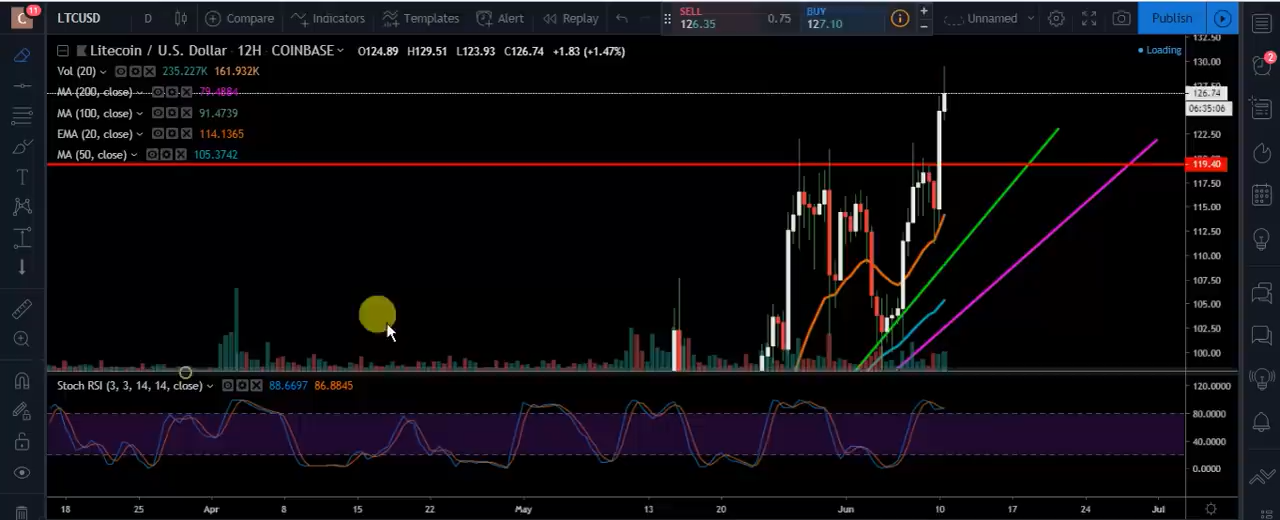 C 11 LTCUSD D Compare Indicators Templates Alert Replay SELL 126.35 0.75 BUY 127.10 Unnamed Publish
Litecoin / U.S. Dollar · 12H · COINBASE O124.89 H129.51 L123.93 C126.74 +1.83 (+1.47%)
Loading
Vol (20) 235.227K 161.932K
MA (200, close) 79.4884
MA (100, close) 91.4739
EMA (20, close) 114.1365
MA (50, close) 105.3742
132.50
130.00
126.74
06:35:06
122.50
119.40
117.50
115.00
112.50
110.00
107.50
105.00
102.50
100.00
2
Stoch RSI (3, 3, 14, 14, close) 88.6697 86.8845
120.0000
80.0000
40.0000
0.0000
18 25 Apr 8 15 22 May 13 20 Jun 10 17 24 Jul